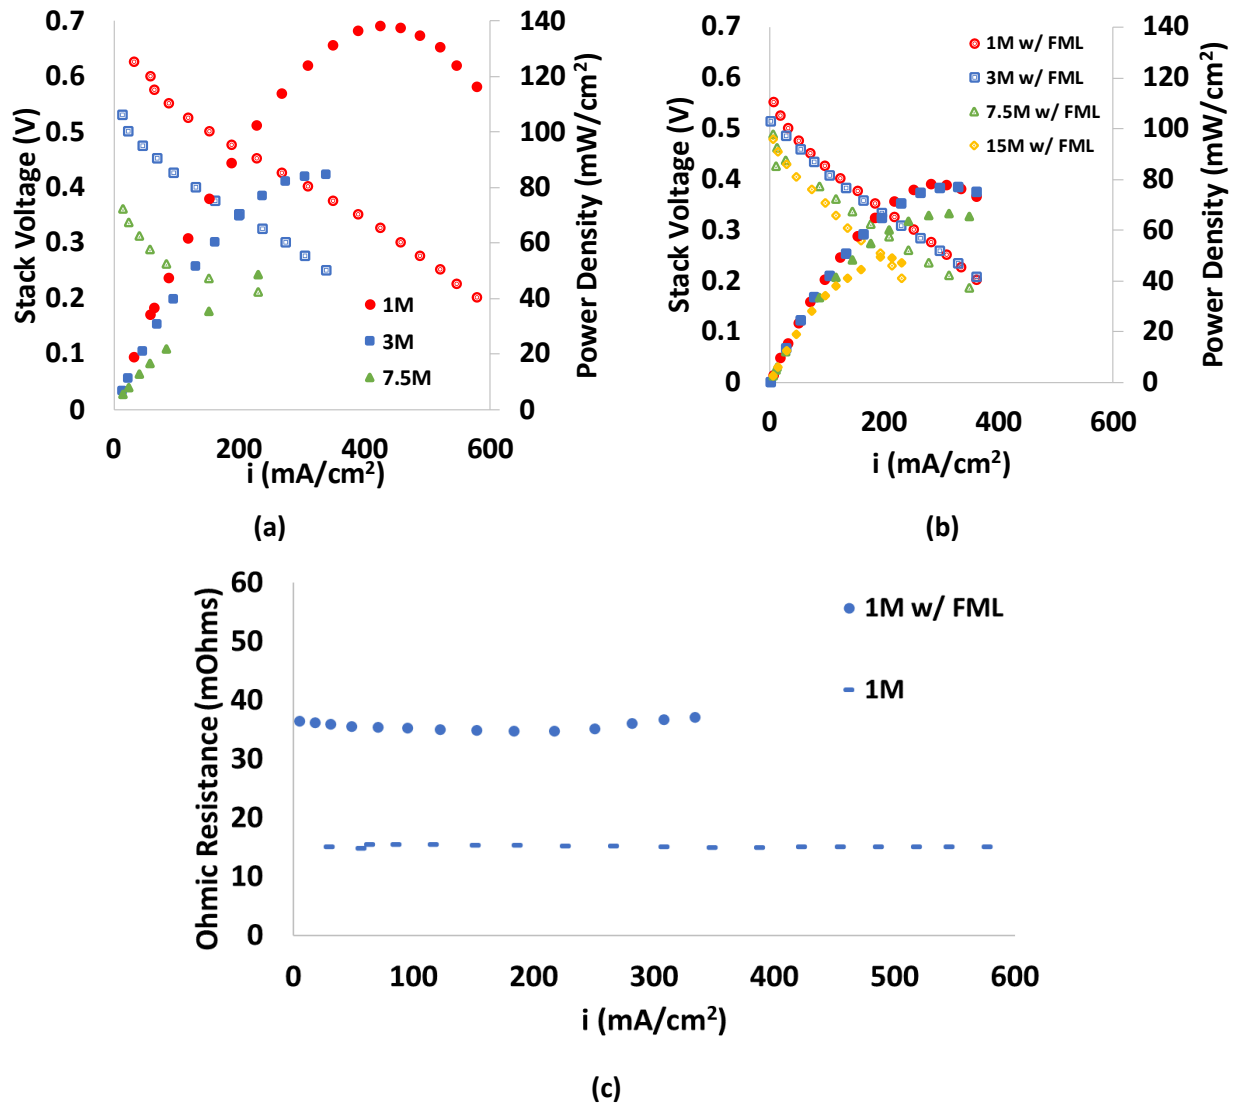 0.7
0.6
0.5
0.4
0.3
0.2
0.1
0
Stack Voltage (V)
140
120
100
80
60
40
20
0
Power Density (mW/cm²)
1M
3M
7.5M
0 200 400 600
i (mA/cm²)
(a)
0.7
0.6
0.5
0.4
0.3
0.2
0.1
0
Stack Voltage (V)
140
120
100
80
60
40
20
0
Power Density (mW/cm²)
1M w/ FML
3M w/ FML
7.5M w/ FML
15M w/ FML
0 200 400 600
i (mA/cm²)
(b)
60
50
40
30
20
10
0
Ohmic Resistance (mOhms)
1M w/ FML
1M
0 100 200 300 400 500 600
i (mA/cm²)
(c)